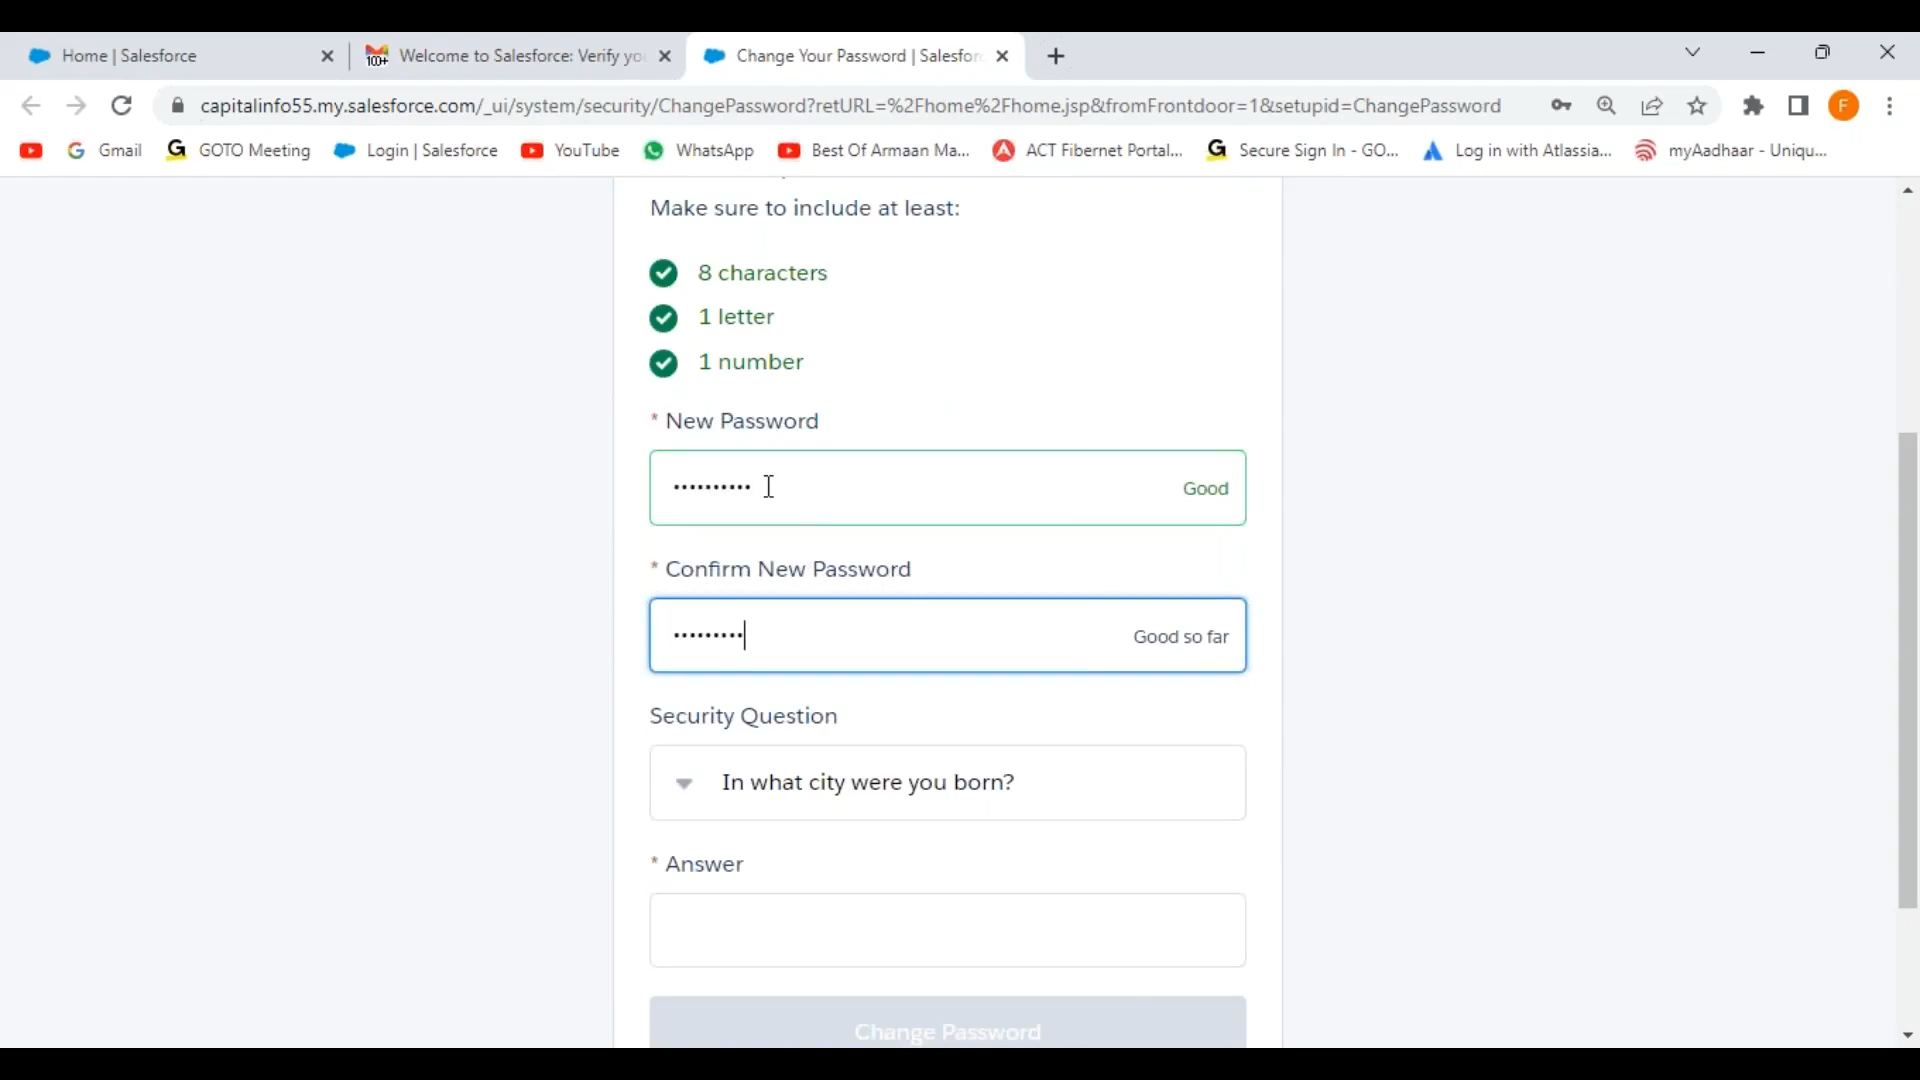 Home | Salesforce
Welcome to Salesforce: Verify yo
Change Your Password | Salesfor
capitalinfo55.my.salesforce.com/_ui/system/security/ChangePassword?retURL=%2Fhome%2Fhome.jsp&fromFrontdoor=1&setupid=ChangePassword
F
Gmail
GOTO Meeting
Login | Salesforce
YouTube
WhatsApp
Best Of Armaan Ma...
ACT Fibernet Portal...
Secure Sign In - GO...
Log in with Atlassia...
myAadhaar - Uniqu...
Make sure to include at least:
8 characters
1 letter
1 number
* New Password
•••••••••• Good
* Confirm New Password
••••••••• Good so far
Security Question
In what city were you born?
* Answer
Change Password